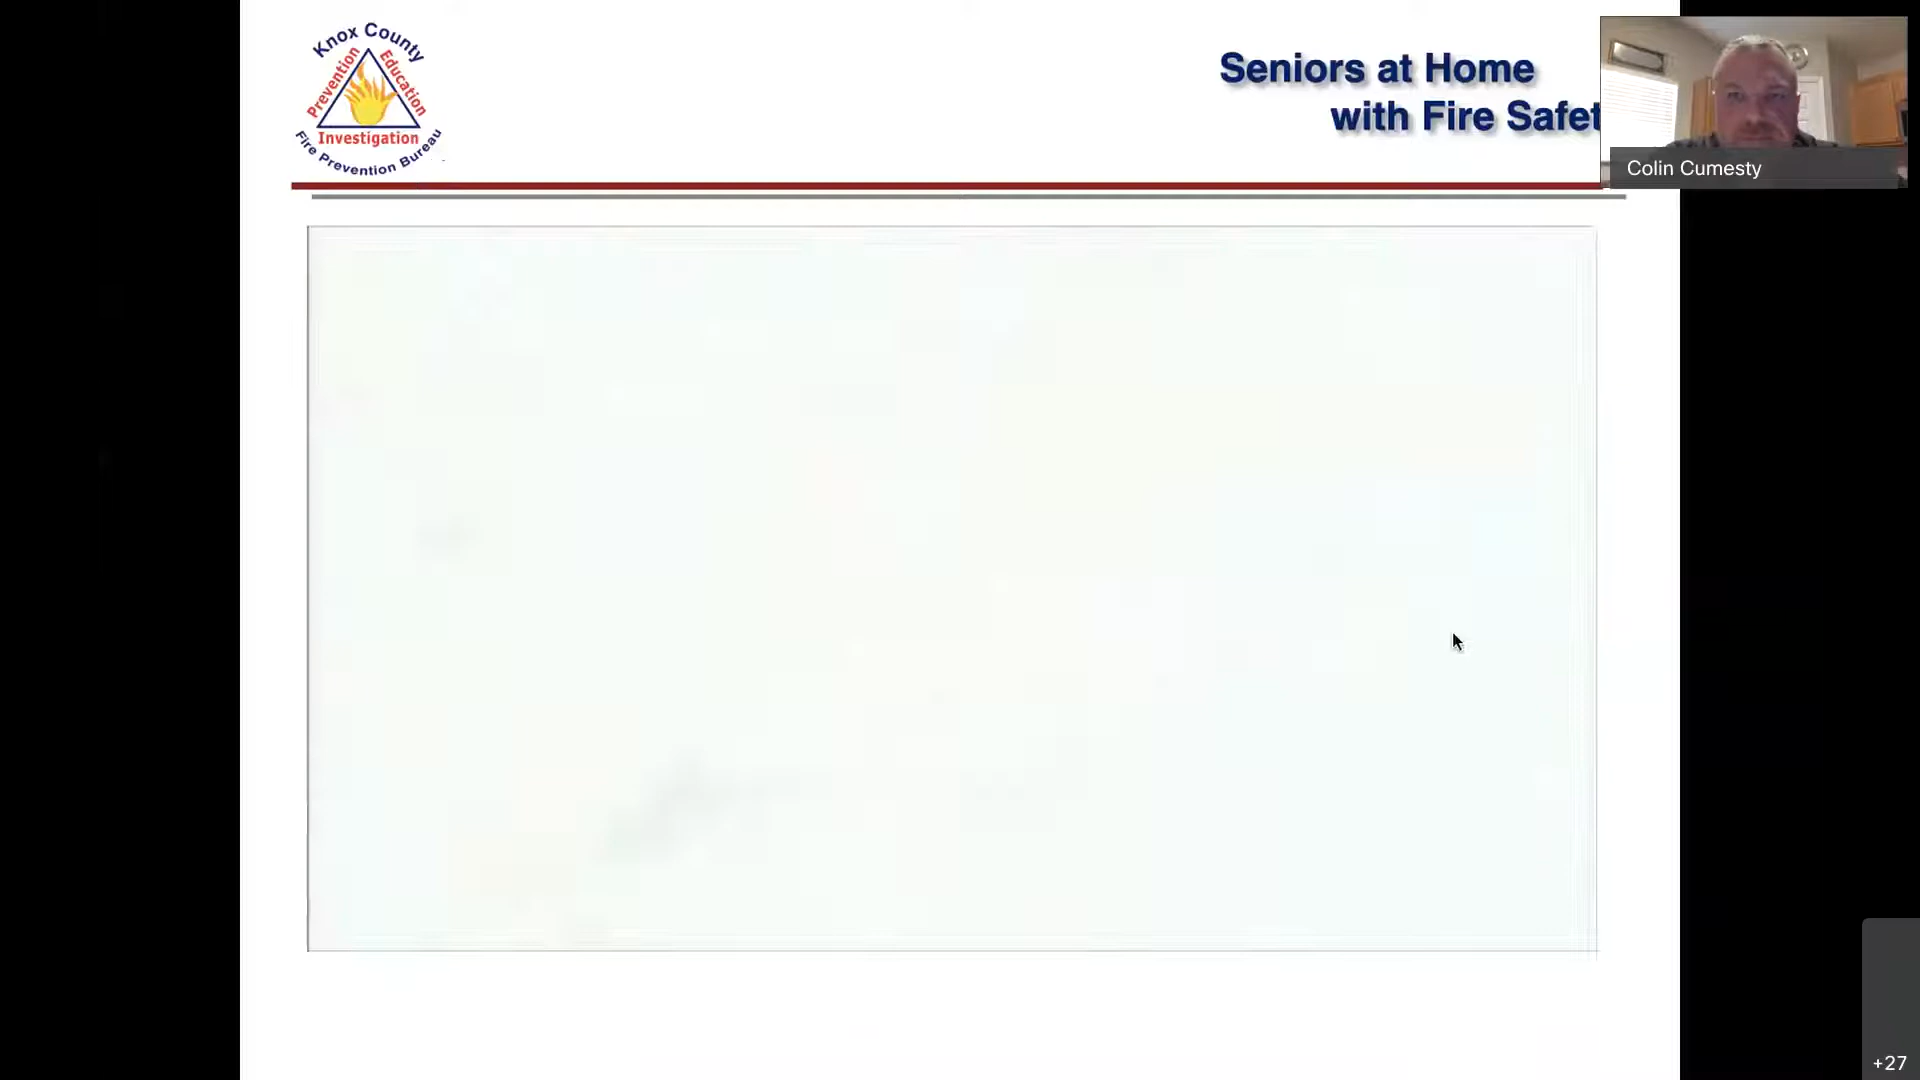 Knox County
Prevention
Education
Investigation
Fire Prevention Bureau
Seniors at Home
with Fire Safet
Colin Cumesty
+27